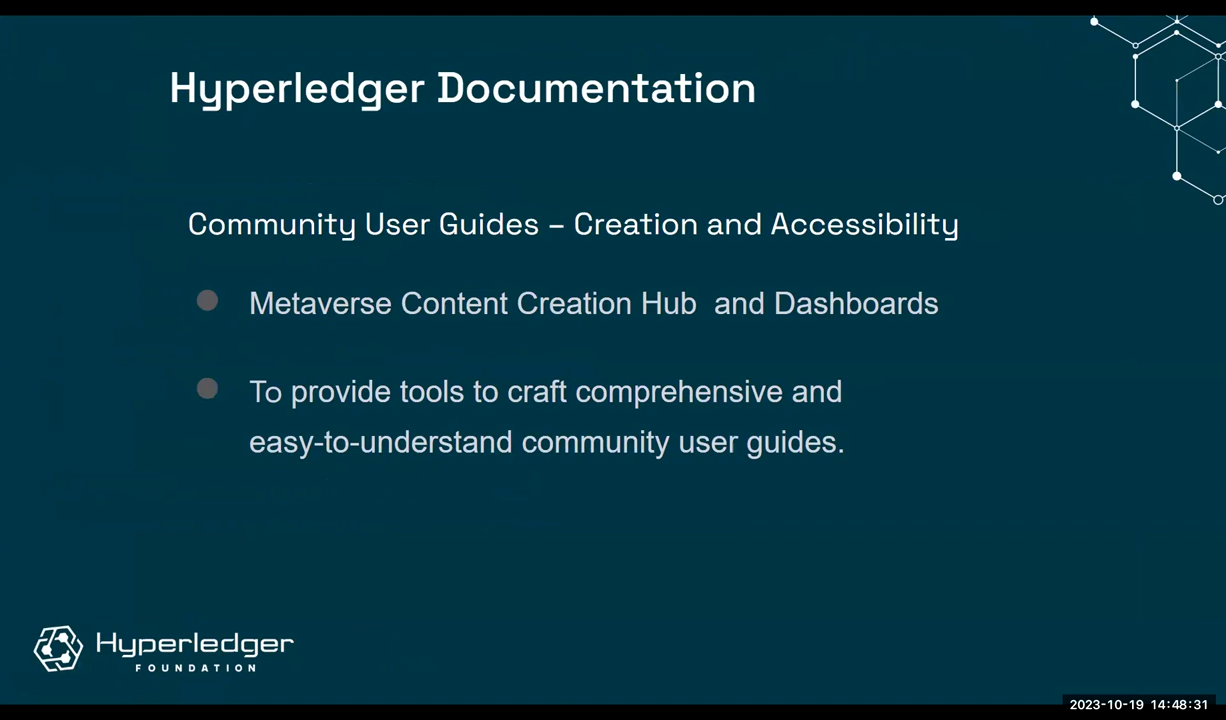 Hyperledger Documentation
Community User Guides – Creation and Accessibility
Metaverse Content Creation Hub  and Dashboards
To provide tools to craft comprehensive and
easy-to-understand community user guides.
Hyperledger
FOUNDATION
2023-10-19 14:48:31